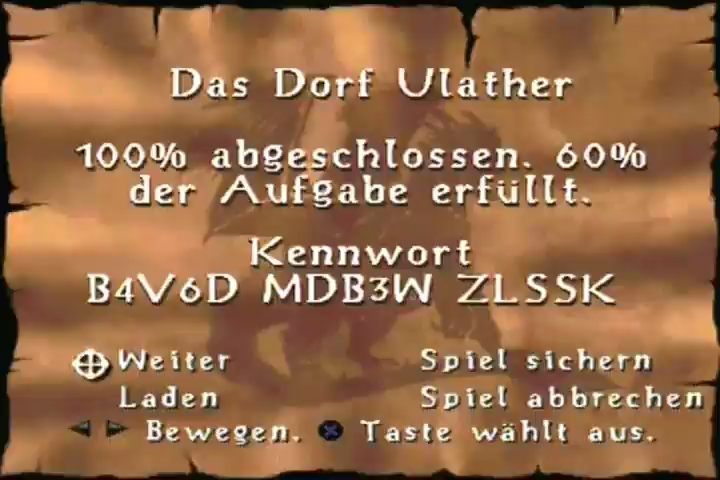 Das Dorf Ulather
100% abgeschlossen. 60%
der Aufgabe erfüllt.
Kennwort
B4V6D MDB3W ZLSSK
Weiter Spiel sichern
Laden Spiel abbrechen
Bewegen. Taste wählt aus.